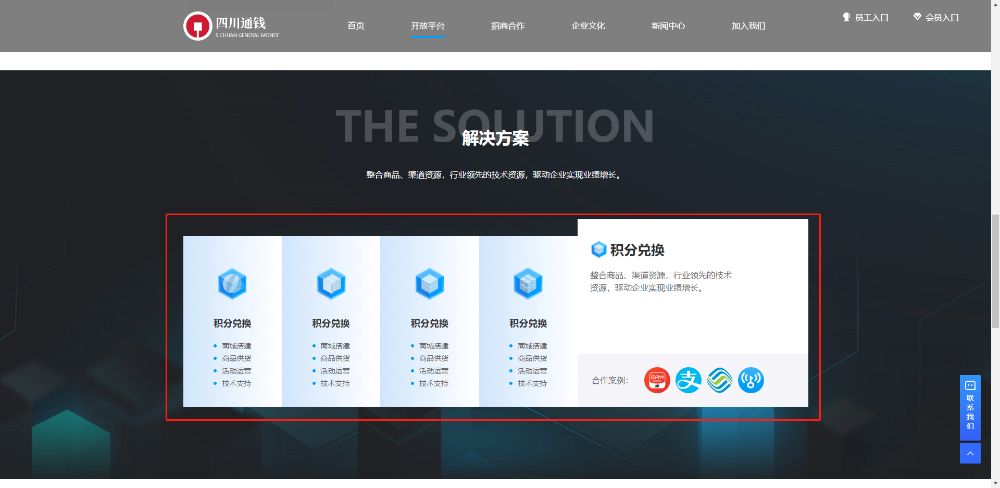 四川通钱
SICHUAN GENERAL MONEY
首页
开放平台
招商合作
企业文化
新闻中心
加入我们
员工入口
会员入口
THE SOLUTION
解决方案
整合商品、渠道资源，行业领先的技术资源，驱动企业实现业绩增长。
积分兑换
商城搭建
商品供货
活动运营
技术支持
积分兑换
商城搭建
商品供货
活动运营
技术支持
积分兑换
商城搭建
商品供货
活动运营
技术支持
积分兑换
商城搭建
商品供货
活动运营
技术支持
积分兑换
整合商品、渠道资源，行业领先的技术
资源，驱动企业实现业绩增长。
合作案例：
云闪付
支
联
系
我
们